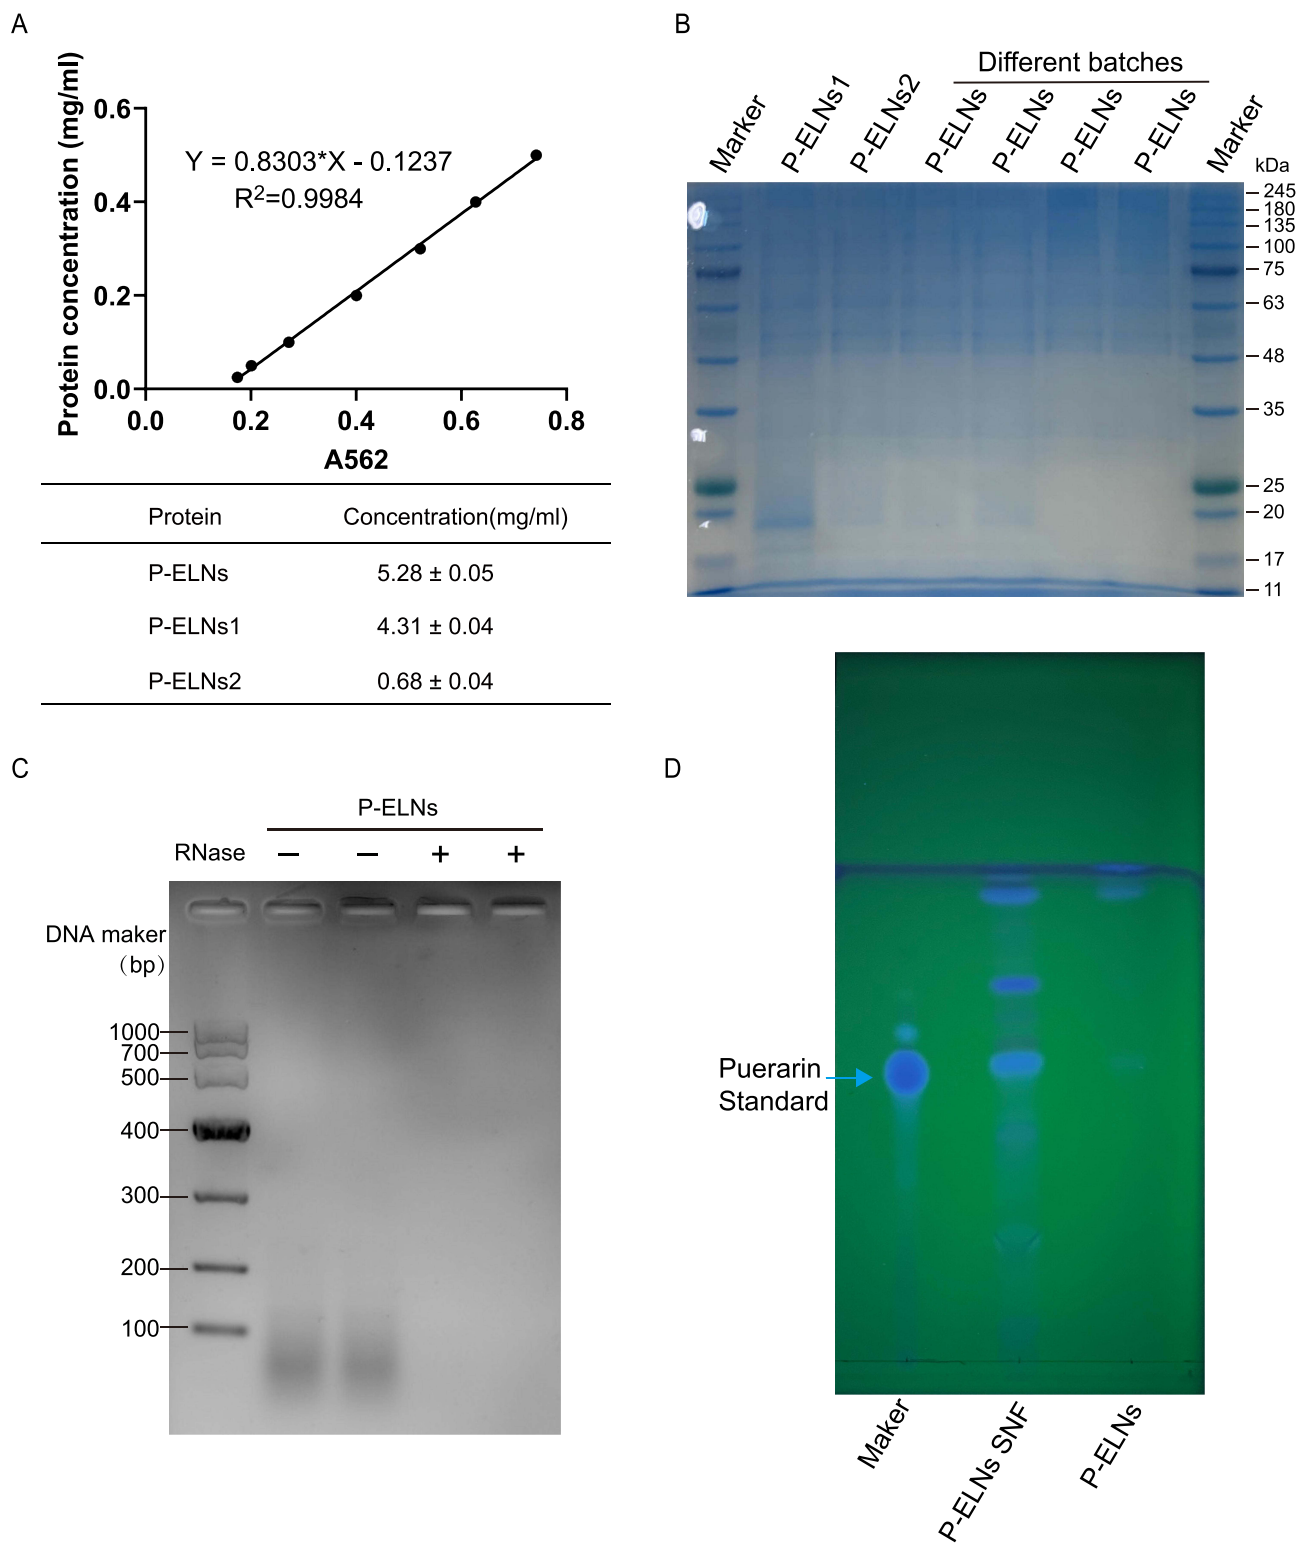 A
Protein concentration (mg/ml)
0.6
0.4
0.2
0.0
Y = 0.8303*X - 0.1237
R2=0.9984
0.0 0.2 0.4 0.6 0.8
A562
Protein Concentration(mg/ml)
P-ELNs 5.28 ± 0.05
P-ELNs1 4.31 ± 0.04
P-ELNs2 0.68 ± 0.04
B
Different batches
Marker P-ELNs1 P-ELNs2 P-ELNs P-ELNs P-ELNs P-ELNs Marker
kDa
245
180
135
100
75
63
48
35
25
20
17
11
C
P-ELNs
RNase − − + +
DNA maker
(bp)
1000
700
500
400
300
200
100
D
Puerarin
Standard
Maker P-ELNs SNF P-ELNs